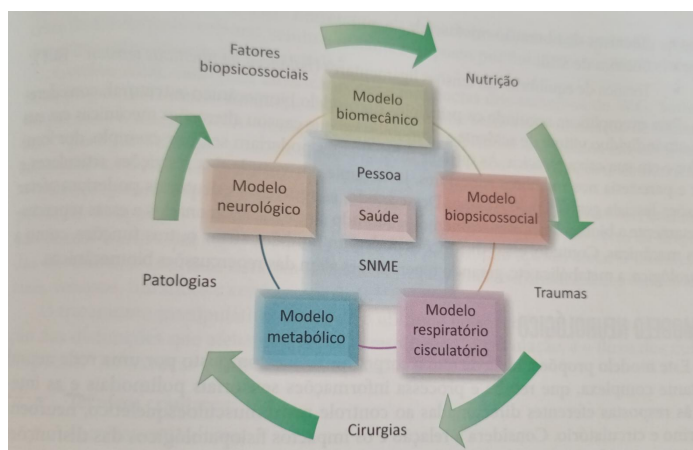 Fatores
biopsicossociais
Nutrição
Modelo
biomecânico
Pessoa
Modelo
neurológico
Saúde
Modelo
biopsicossocial
SNME
Patologias
Traumas
Modelo
metabólico
Modelo
respiratório
cisculatório
Cirurgias